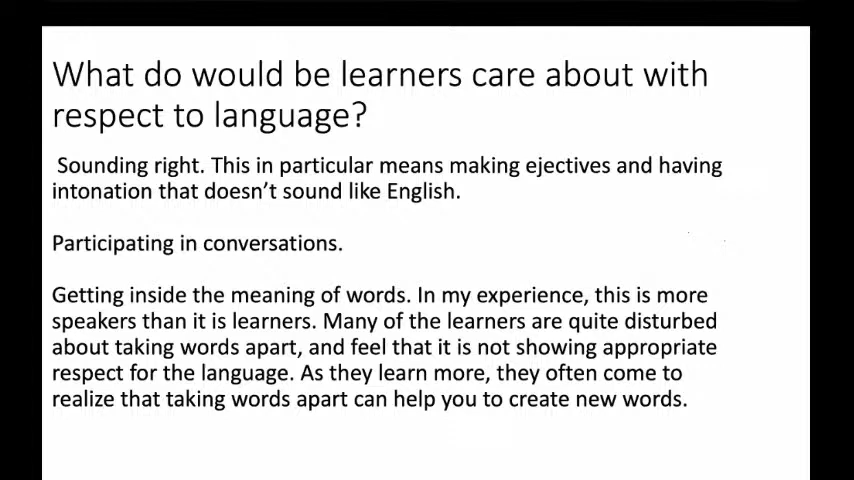 What do would be learners care about with
respect to language?
Sounding right. This in particular means making ejectives and having
intonation that doesn’t sound like English.
Participating in conversations.
Getting inside the meaning of words. In my experience, this is more
speakers than it is learners. Many of the learners are quite disturbed
about taking words apart, and feel that it is not showing appropriate
respect for the language. As they learn more, they often come to
realize that taking words apart can help you to create new words.